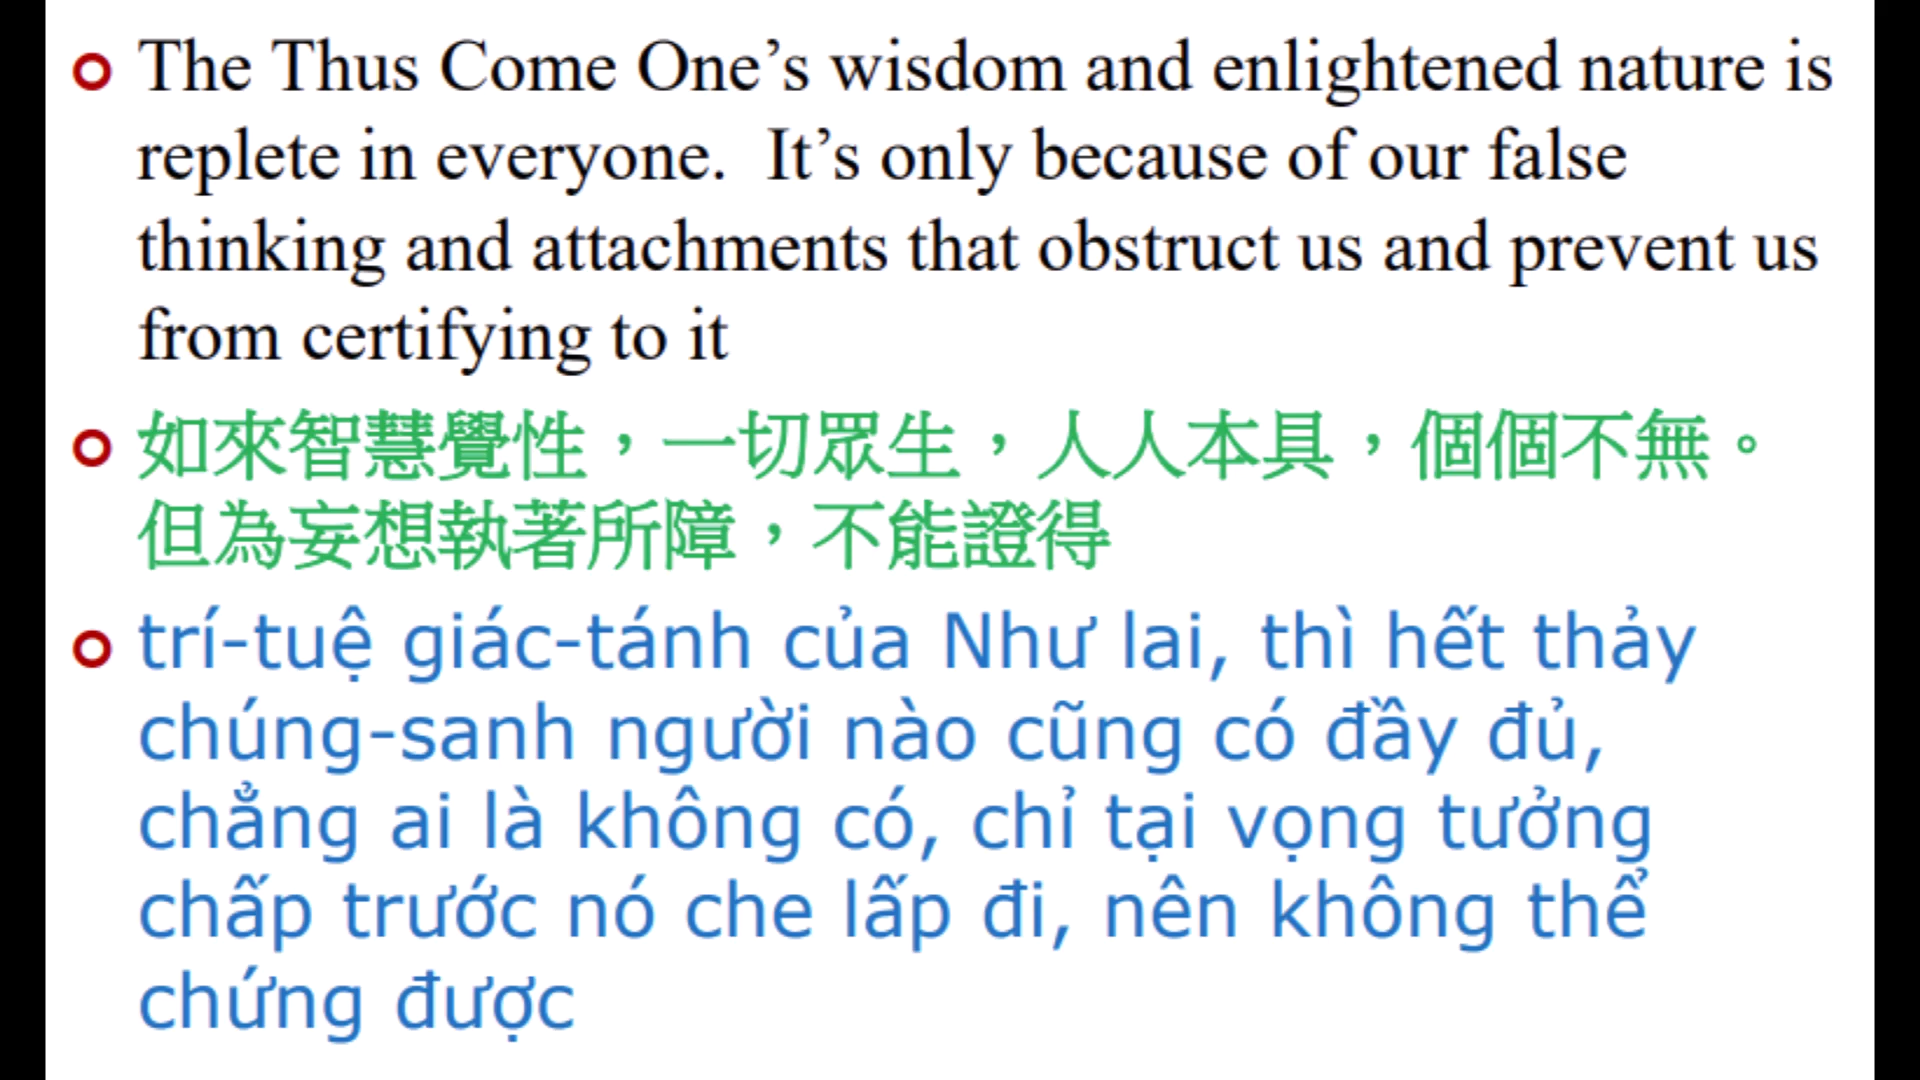 The Thus Come One’s wisdom and enlightened nature is
replete in everyone.  It’s only because of our false
thinking and attachments that obstruct us and prevent us
from certifying to it
如來智慧覺性，一切眾生，人人本具，個個不無。
但為妄想執著所障，不能證得
trí-tuệ giác-tánh của Như lai, thì hết thảy
chúng-sanh người nào cũng có đầy đủ,
chẳng ai là không có, chỉ tại vọng tưởng
chấp trước nó che lấp đi, nên không thể
chứng được